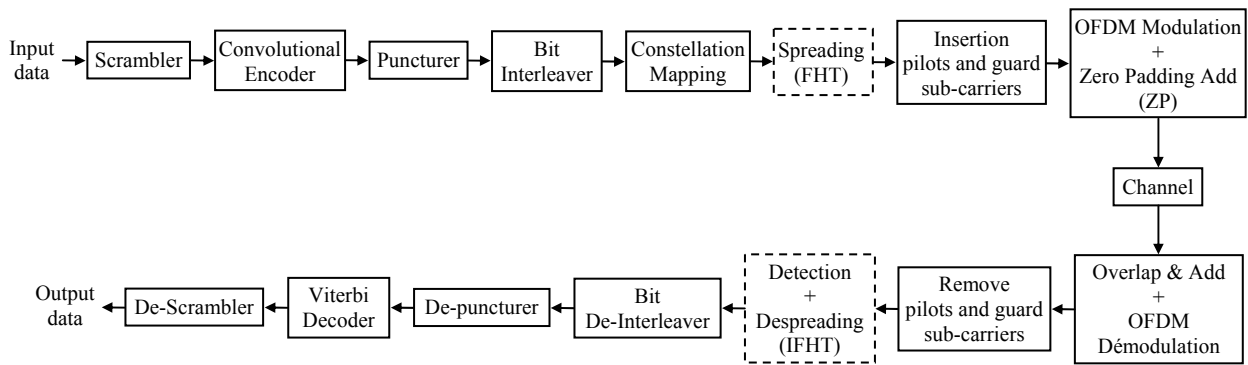 Input
data
Scrambler
Convolutional
Encoder
Puncturer
Bit
Interleaver
Constellation
Mapping
Spreading
(FHT)
Insertion
pilots and guard
sub-carriers
OFDM Modulation
+
Zero Padding Add
(ZP)
Channel
Output
data
De-Scrambler
Viterbi
Decoder
De-puncturer
Bit
De-Interleaver
Detection
+
Despreading
(IFHT)
Remove
pilots and guard
sub-carriers
Overlap & Add
+
OFDM
Démodulation